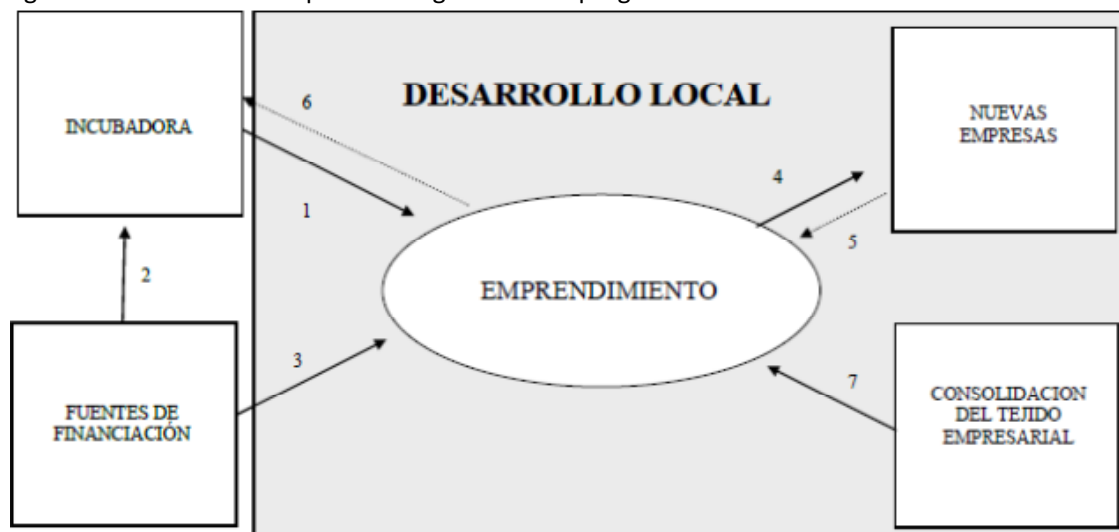 6
DESARROLLO LOCAL
INCUBADORA
NUEVAS
EMPRESAS
4
1
5
2
EMPRENDIMIENTO
3
7
FUENTES DE
FINANCIACIÓN
CONSOLIDACION
DEL TEJIDO
EMPRESARIAL